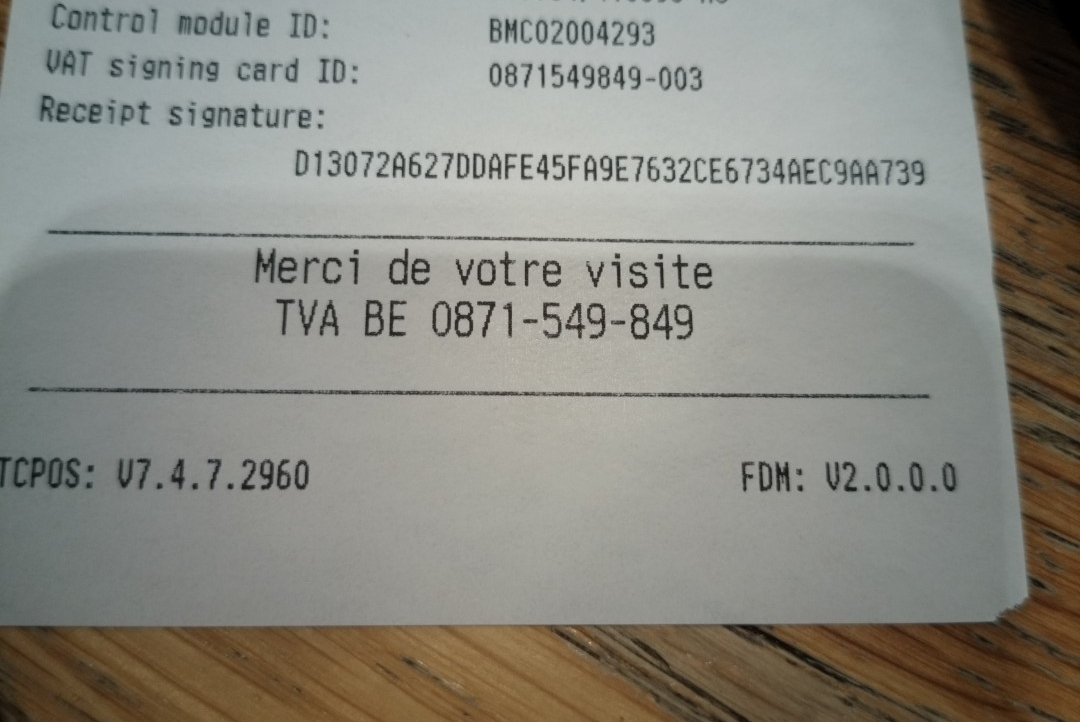 Control module ID: BMC02004293
VAT signing card ID: 0871549849-003
Receipt signature:
D13072A627DDAFE45FA9E7632CE6734AEC9AA739
Merci de votre visite
TVA BE 0871-549-849
TCPOS: V7.4.7.2960 FDM: V2.0.0.0